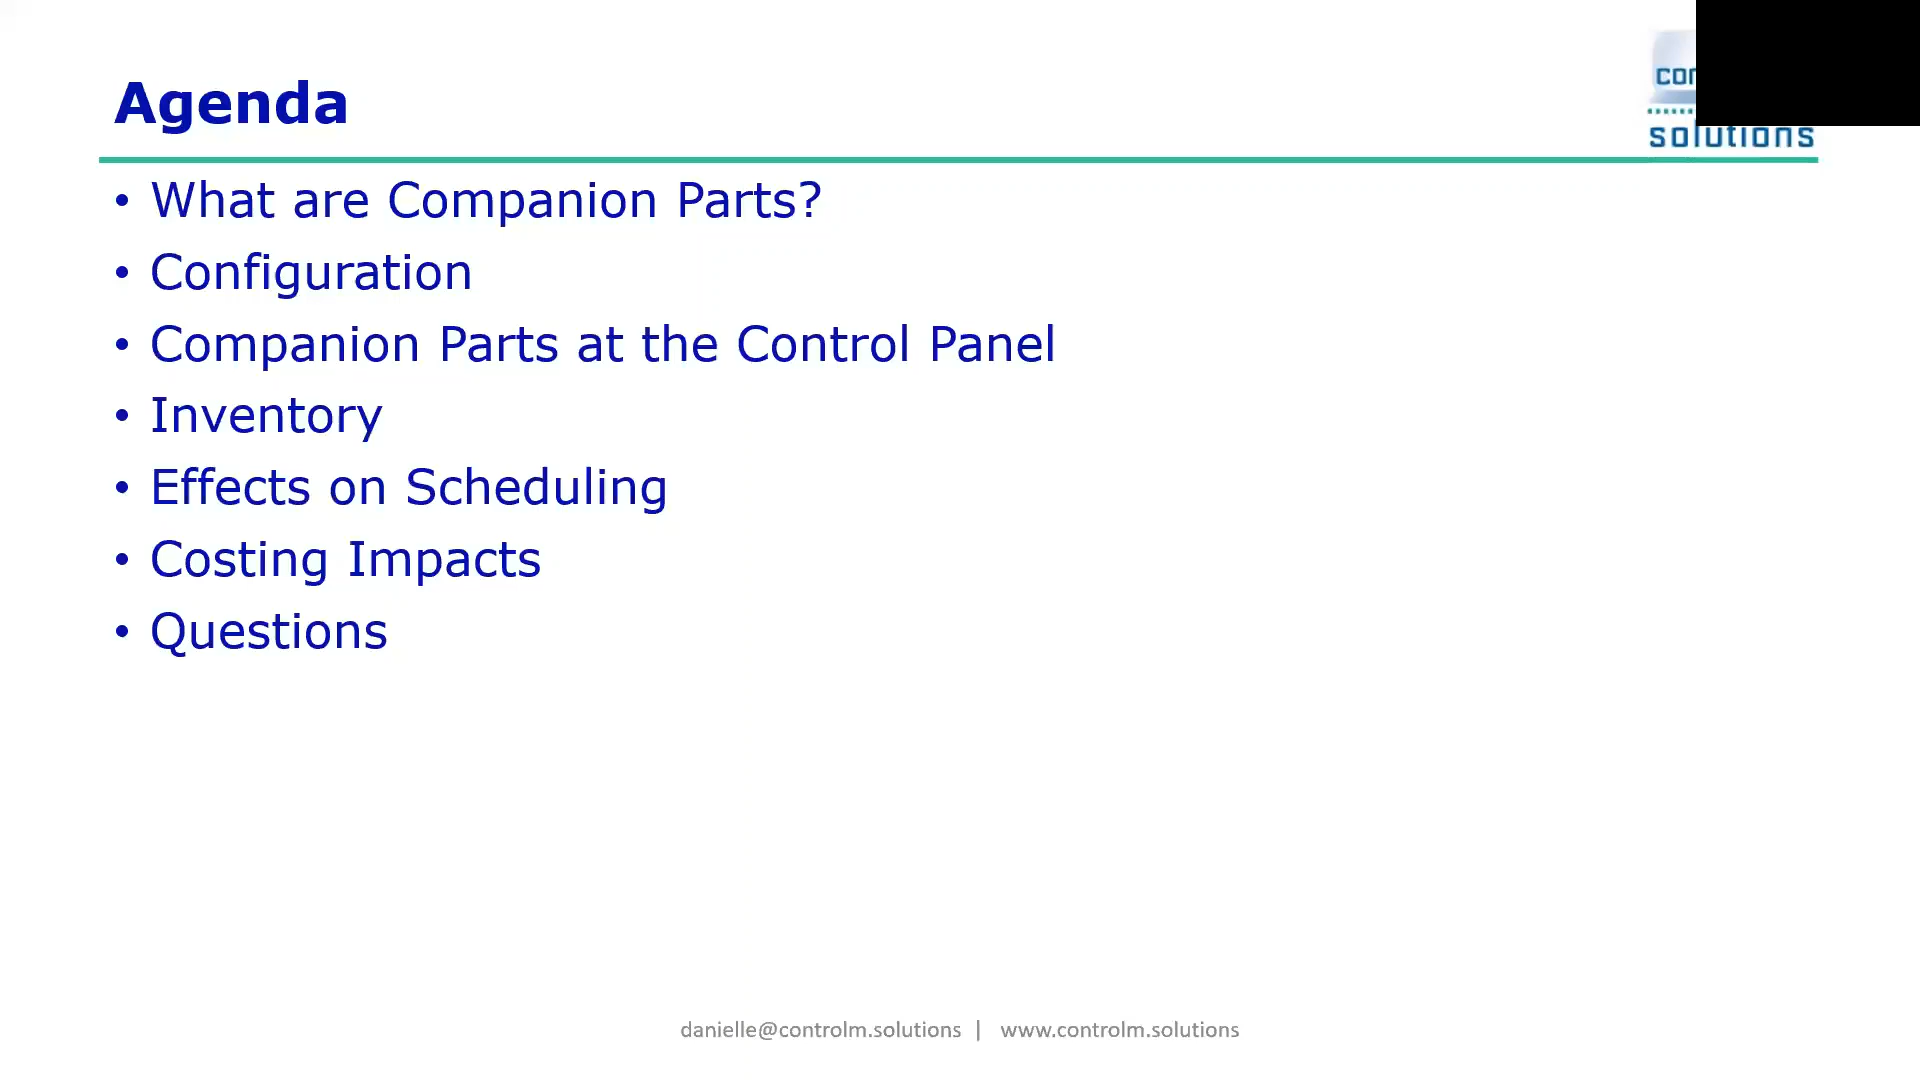 Agenda
solutions
• What are Companion Parts?
• Configuration
• Companion Parts at the Control Panel
• Inventory
• Effects on Scheduling
• Costing Impacts
• Questions
danielle@controlm.solutions | www.controlm.solutions